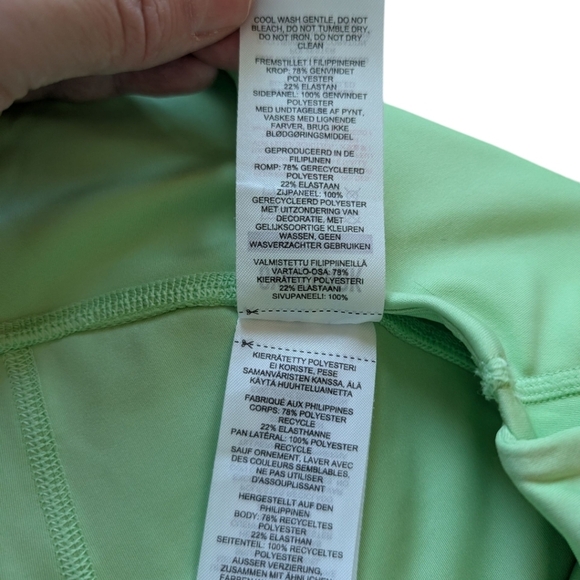 COOL WASH GENTLE, DO NOT
BLEACH, DO NOT TUMBLE DRY,
DO NOT IRON, DO NOT DRY
CLEAN
FREMSTILLET I FILIPPINERNE
KROP: 78% GENVINDET
POLYESTER
22% ELASTAN
SIDEPANEL: 100% GENVINDET
POLYESTER
MED UNDTAGELSE AF PYNT,
VASKES MED LIGNENDE
FARVER, BRUG IKKE
BLØDGØRINGSMIDDEL
GEPRODUCEERD IN DE
FILIPIJNEN
ROMP: 78% GERECYCLEERD
POLYESTER
22% ELASTAAN
ZIJPANEEL: 100%
GERECYCLEERD POLYESTER
MET UITZONDERING VAN
DECORATIE, MET
GELIJKSOORTIGE KLEUREN
WASSEN, GEEN
WASVERZACHTER GEBRUIKEN
VALMISTETTU FILIPPIINEILLÄ
VARTALO-OSA: 78%
KIERRÄTETTY POLYESTERI
22% ELASTAANI
SIVUPANEELI: 100%
KIERRÄTETTY POLYESTERI
EI KORISTE, PESE
SAMANVÄRISTEN KANSSA, ÄLÄ
KÄYTÄ HUUHTELUAINETTA
FABRIQUÉ AUX PHILIPPINES
CORPS: 78% POLYESTER
RECYCLE
22% ELASTHANNE
PAN LATÉRAL: 100% POLYESTER
RECYCLE
SAUF ORNEMENT, LAVER AVEC
DES COULEURS SEMBLABLES,
NE PAS UTILISER
D'ASSOUPLISSANT
HERGESTELLT AUF DEN
PHILIPPINEN
BODY: 78% RECYCELTES
POLYESTER
22% ELASTHAN
SEITENTEIL: 100% RECYCELTES
POLYESTER
AUSSER VERZIERUNG,
ZUSAMMEN MIT ÄHNLICHEN